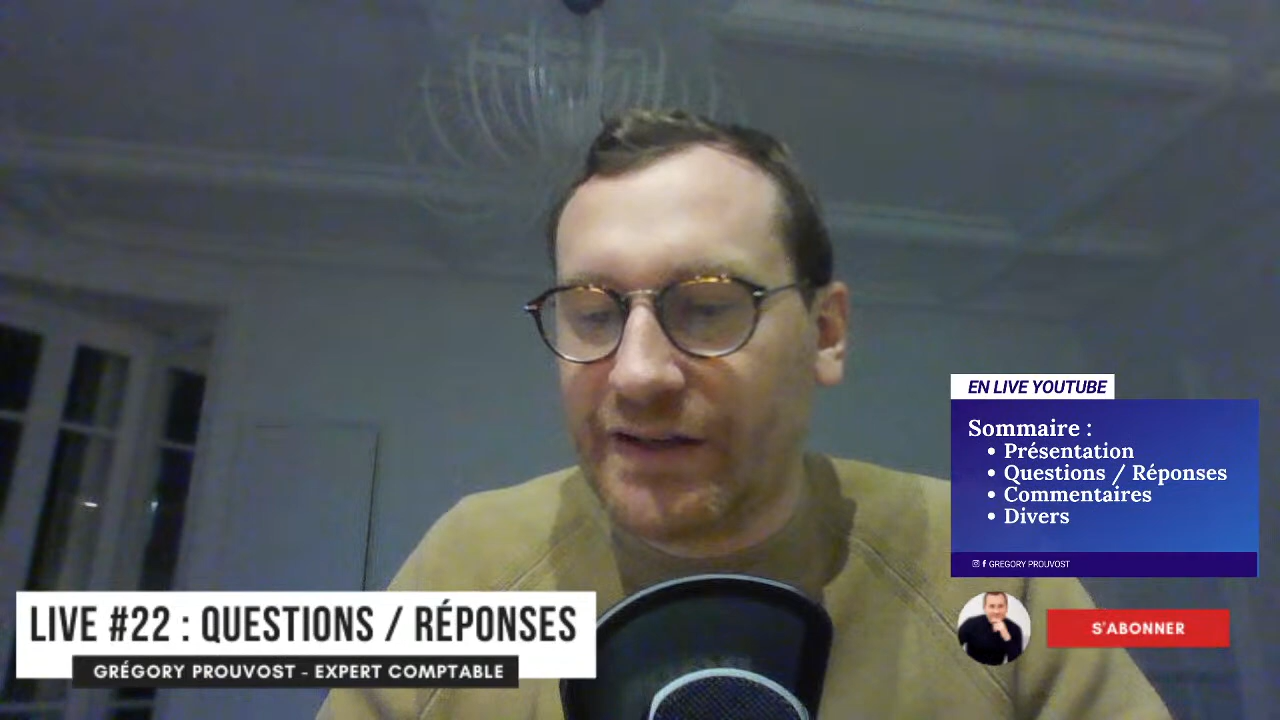 EN LIVE YOUTUBE
Sommaire :
• Présentation
• Questions / Réponses
• Commentaires
• Divers
GREGORY PROUVOST
LIVE #22 : QUESTIONS / RÉPONSES
GRÉGORY PROUVOST - EXPERT COMPTABLE
S'ABONNER